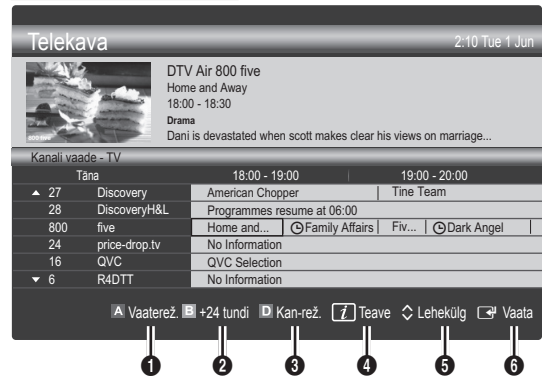 Telekava 2:10 Tue 1 Jun
DTV Air 800 five
Home and Away
18:00 - 18:30
Drama
Dani is devastated when scott makes clear his views on marriage...
800 five
Kanali vaade - TV
Täna 18:00 - 19:00 19:00 - 20:00
▲ 27 Discovery American Chopper Tine Team
28 DiscoveryH&L Programmes resume at 06:00
800 five Home and... Family Affairs Fiv... Dark Angel
24 price-drop.tv No Information
16 QVC QVC Selection
▼ 6 R4DTT No Information
A Vaaterež. B +24 tundi D Kan-rež. i Teave Lehekülg Vaata
1 2 3 4 5 6